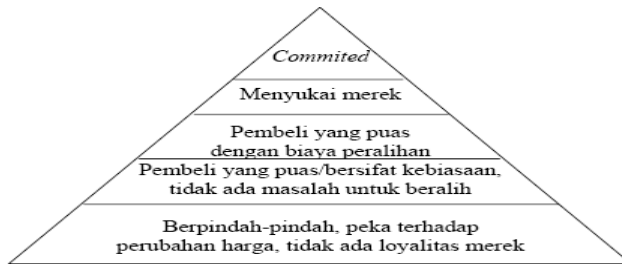 Commited
Menyukai merek
Pembeli yang puas
dengan biaya peralihan
Pembeli yang puas/bersifat kebiasaan,
tidak ada masalah untuk beralih
Berpindah-pindah, peka terhadap
perubahan harga, tidak ada loyalitas merek